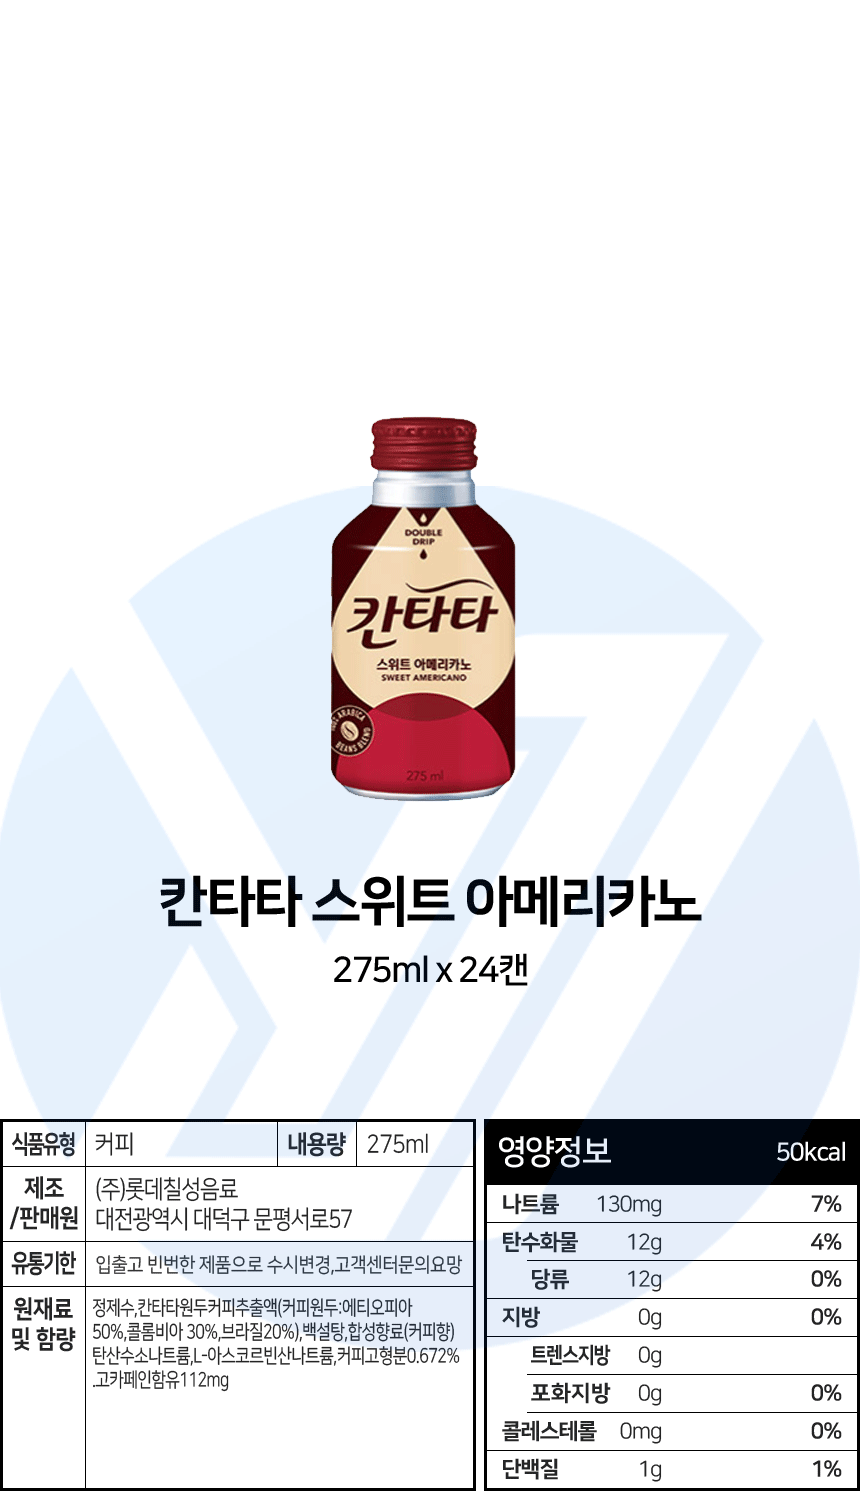 DOUBLE
DRIP
칸타타
스위트 아메리카노
SWEET AMERICANO
100% ARABICA
BEANS BLEND
275 ml
칸타타 스위트 아메리카노
275ml x 24캔
식품유형 커피 내용량 275ml
제조
/판매원
(주)롯데칠성음료
대전광역시 대덕구 문평서로57
유통기한 입출고 빈번한 제품으로 수시변경,고객센터문의요망
원재료
및 함량
정제수,칸타타원두커피추출액(커피원두:에티오피아
50%,콜롬비아 30%,브라질20%),백설탕,합성향료(커피향)
탄산수소나트륨,L-아스코르빈산나트륨,커피고형분0.672%
.고카페인함유112mg
영양정보 50kcal
나트륨 130mg 7%
탄수화물 12g 4%
당류 12g 0%
지방 0g 0%
트렌스지방 0g
포화지방 0g 0%
콜레스테롤 0mg 0%
단백질 1g 1%